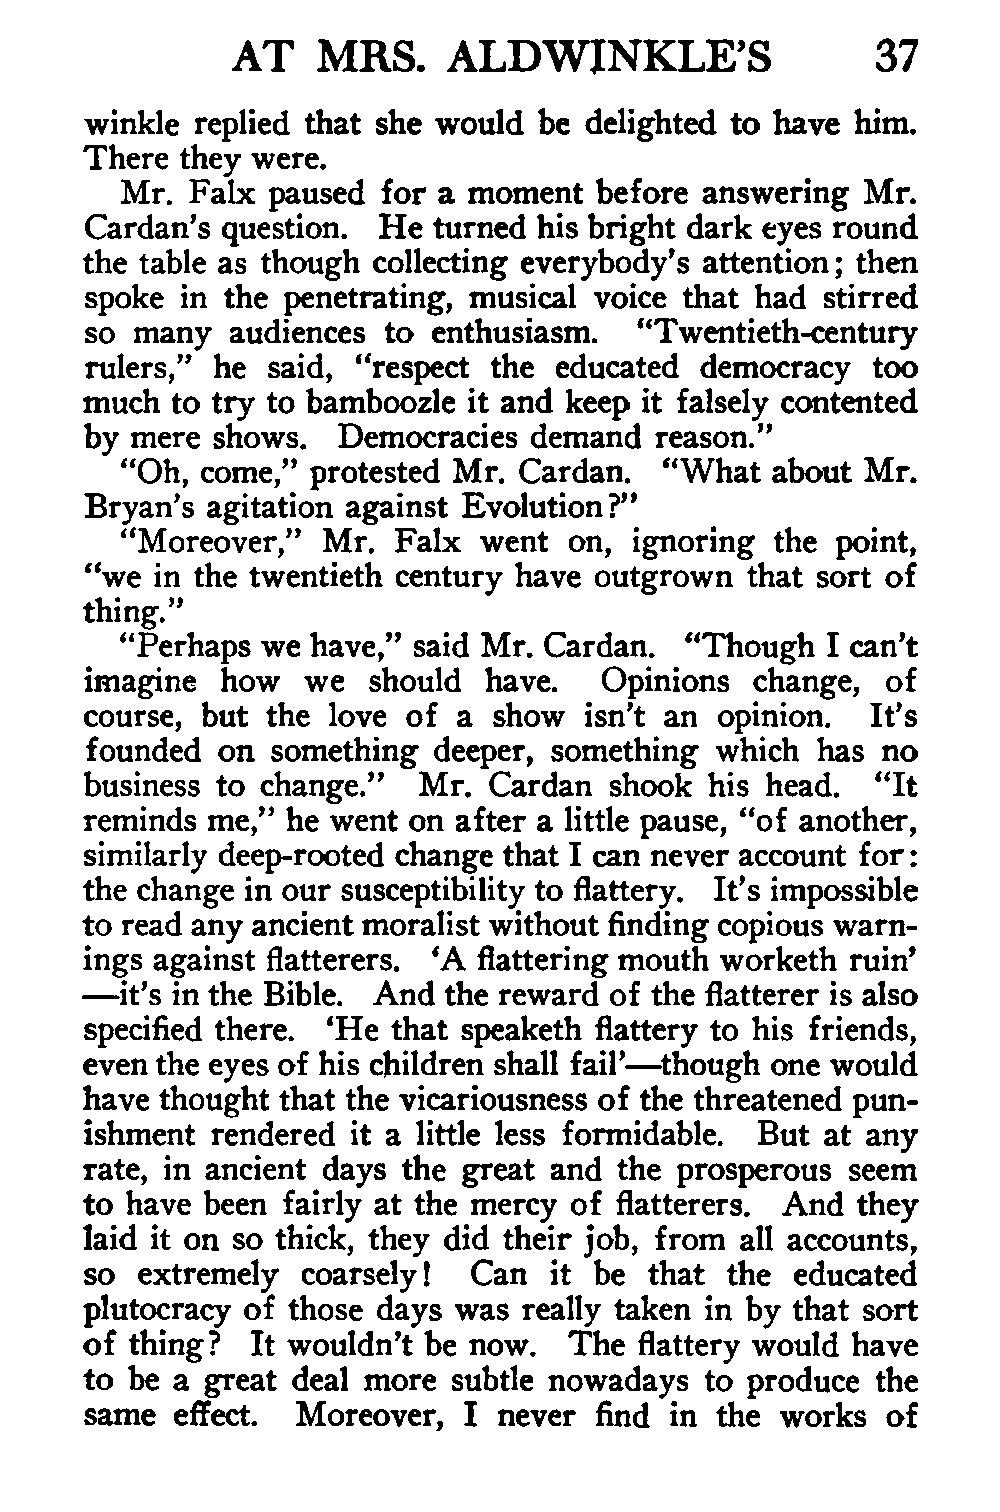 AT MRS. ALDWINKLE'S 37
winkle replied that she would be delighted to have him.
There they were.
Mr. Falx paused for a moment before answering Mr.
Cardan's question. He turned his bright dark eyes round
the table as though collecting everybody's attention; then
spoke in the penetrating, musical voice that had stirred
so many audiences to enthusiasm. “Twentieth-century
rulers,” he said, “respect the educated democracy too
much to try to bamboozle it and keep it falsely contented
by mere shows. Democracies demand reason.”
“Oh, come,” protested Mr. Cardan. “What about Mr.
Bryan's agitation against Evolution?”
“Moreover,” Mr. Falx went on, ignoring the point,
“we in the twentieth century have outgrown that sort of
thing.”
“Perhaps we have,” said Mr. Cardan. “Though I can't
imagine how we should have. Opinions change, of
course, but the love of a show isn't an opinion. It's
founded on something deeper, something which has no
business to change.” Mr. Cardan shook his head. “It
reminds me,” he went on after a little pause, “of another,
similarly deep-rooted change that I can never account for:
the change in our susceptibility to flattery. It's impossible
to read any ancient moralist without finding copious warn-
ings against flatterers. ‘A flattering mouth worketh ruin’
—it's in the Bible. And the reward of the flatterer is also
specified there. ‘He that speaketh flattery to his friends,
even the eyes of his children shall fail’—though one would
have thought that the vicariousness of the threatened pun-
ishment rendered it a little less formidable. But at any
rate, in ancient days the great and the prosperous seem
to have been fairly at the mercy of flatterers. And they
laid it on so thick, they did their job, from all accounts,
so extremely coarsely! Can it be that the educated
plutocracy of those days was really taken in by that sort
of thing? It wouldn't be now. The flattery would have
to be a great deal more subtle nowadays to produce the
same effect. Moreover, I never find in the works of